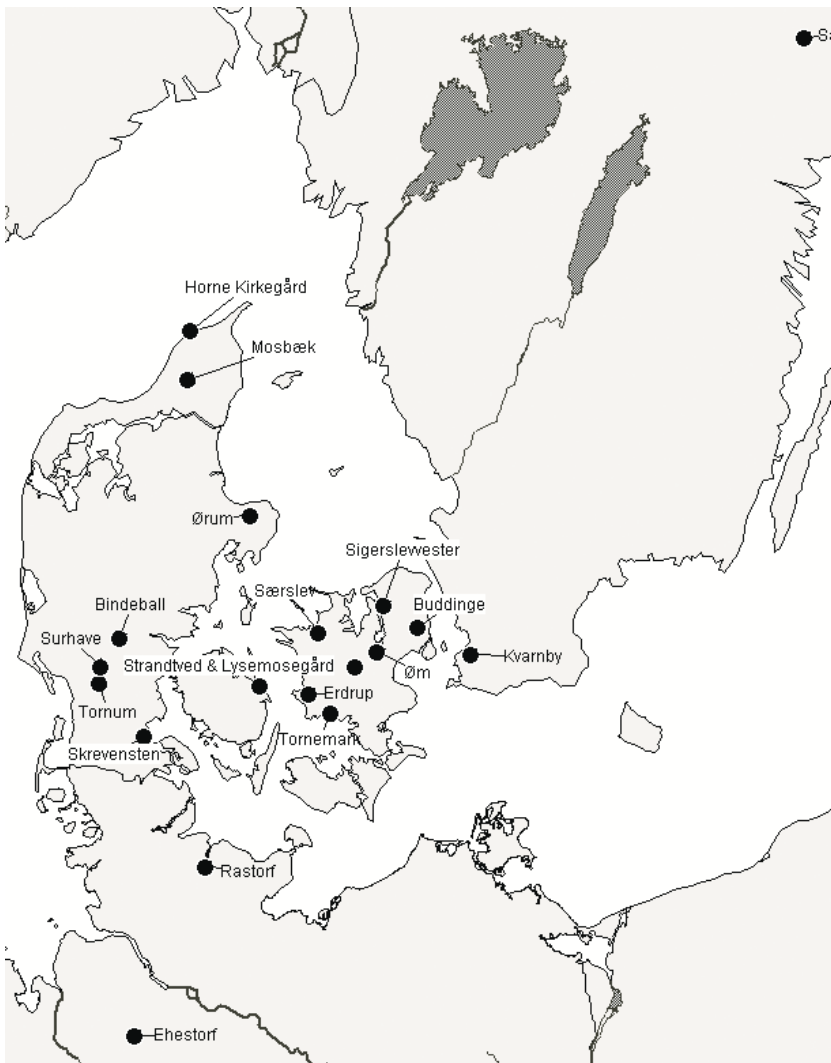 Sa
Horne Kirkegård
Mosbæk
Ørum
Sigerslewester
Særslev
Bindeball
Buddinge
Surhave
Strandtved & Lysemosegård
Øm
Kvarnby
Tornum
Erdrup
Tornemark
Skrevensten
Rastorf
Ehestorf